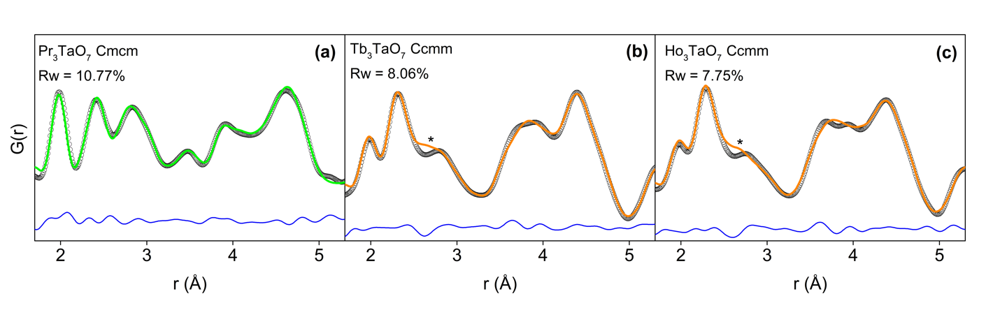 Pr₃TaO₇ Cmcm
(a)
Rw = 10.77%
Tb₃TaO₇ Ccmm
(b)
Rw = 8.06%
*
Ho₃TaO₇ Ccmm
(c)
Rw = 7.75%
*
G(r)
2 3 4 5
2 3 4 5
2 3 4 5
r (Å)
r (Å)
r (Å)